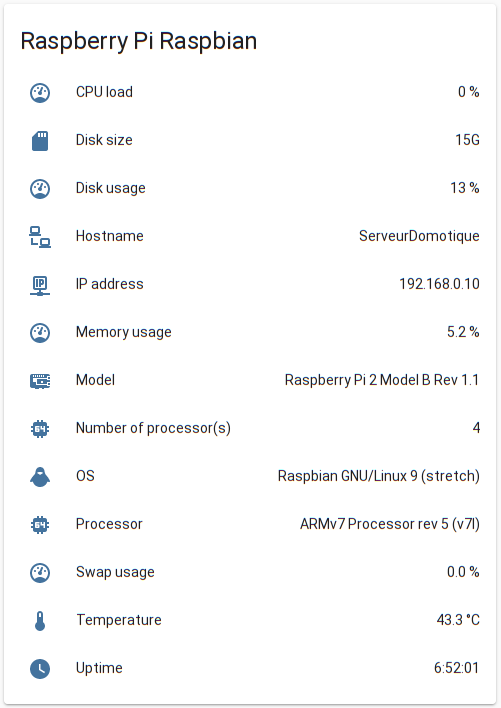 Raspberry Pi Raspbian
CPU load 0 %
Disk size 15G
Disk usage 13 %
Hostname ServeurDomotique
IP address 192.168.0.10
Memory usage 5.2 %
Model Raspberry Pi 2 Model B Rev 1.1
Number of processor(s) 4
OS Raspbian GNU/Linux 9 (stretch)
Processor ARMv7 Processor rev 5 (v7l)
Swap usage 0.0 %
Temperature 43.3 °C
Uptime 6:52:01